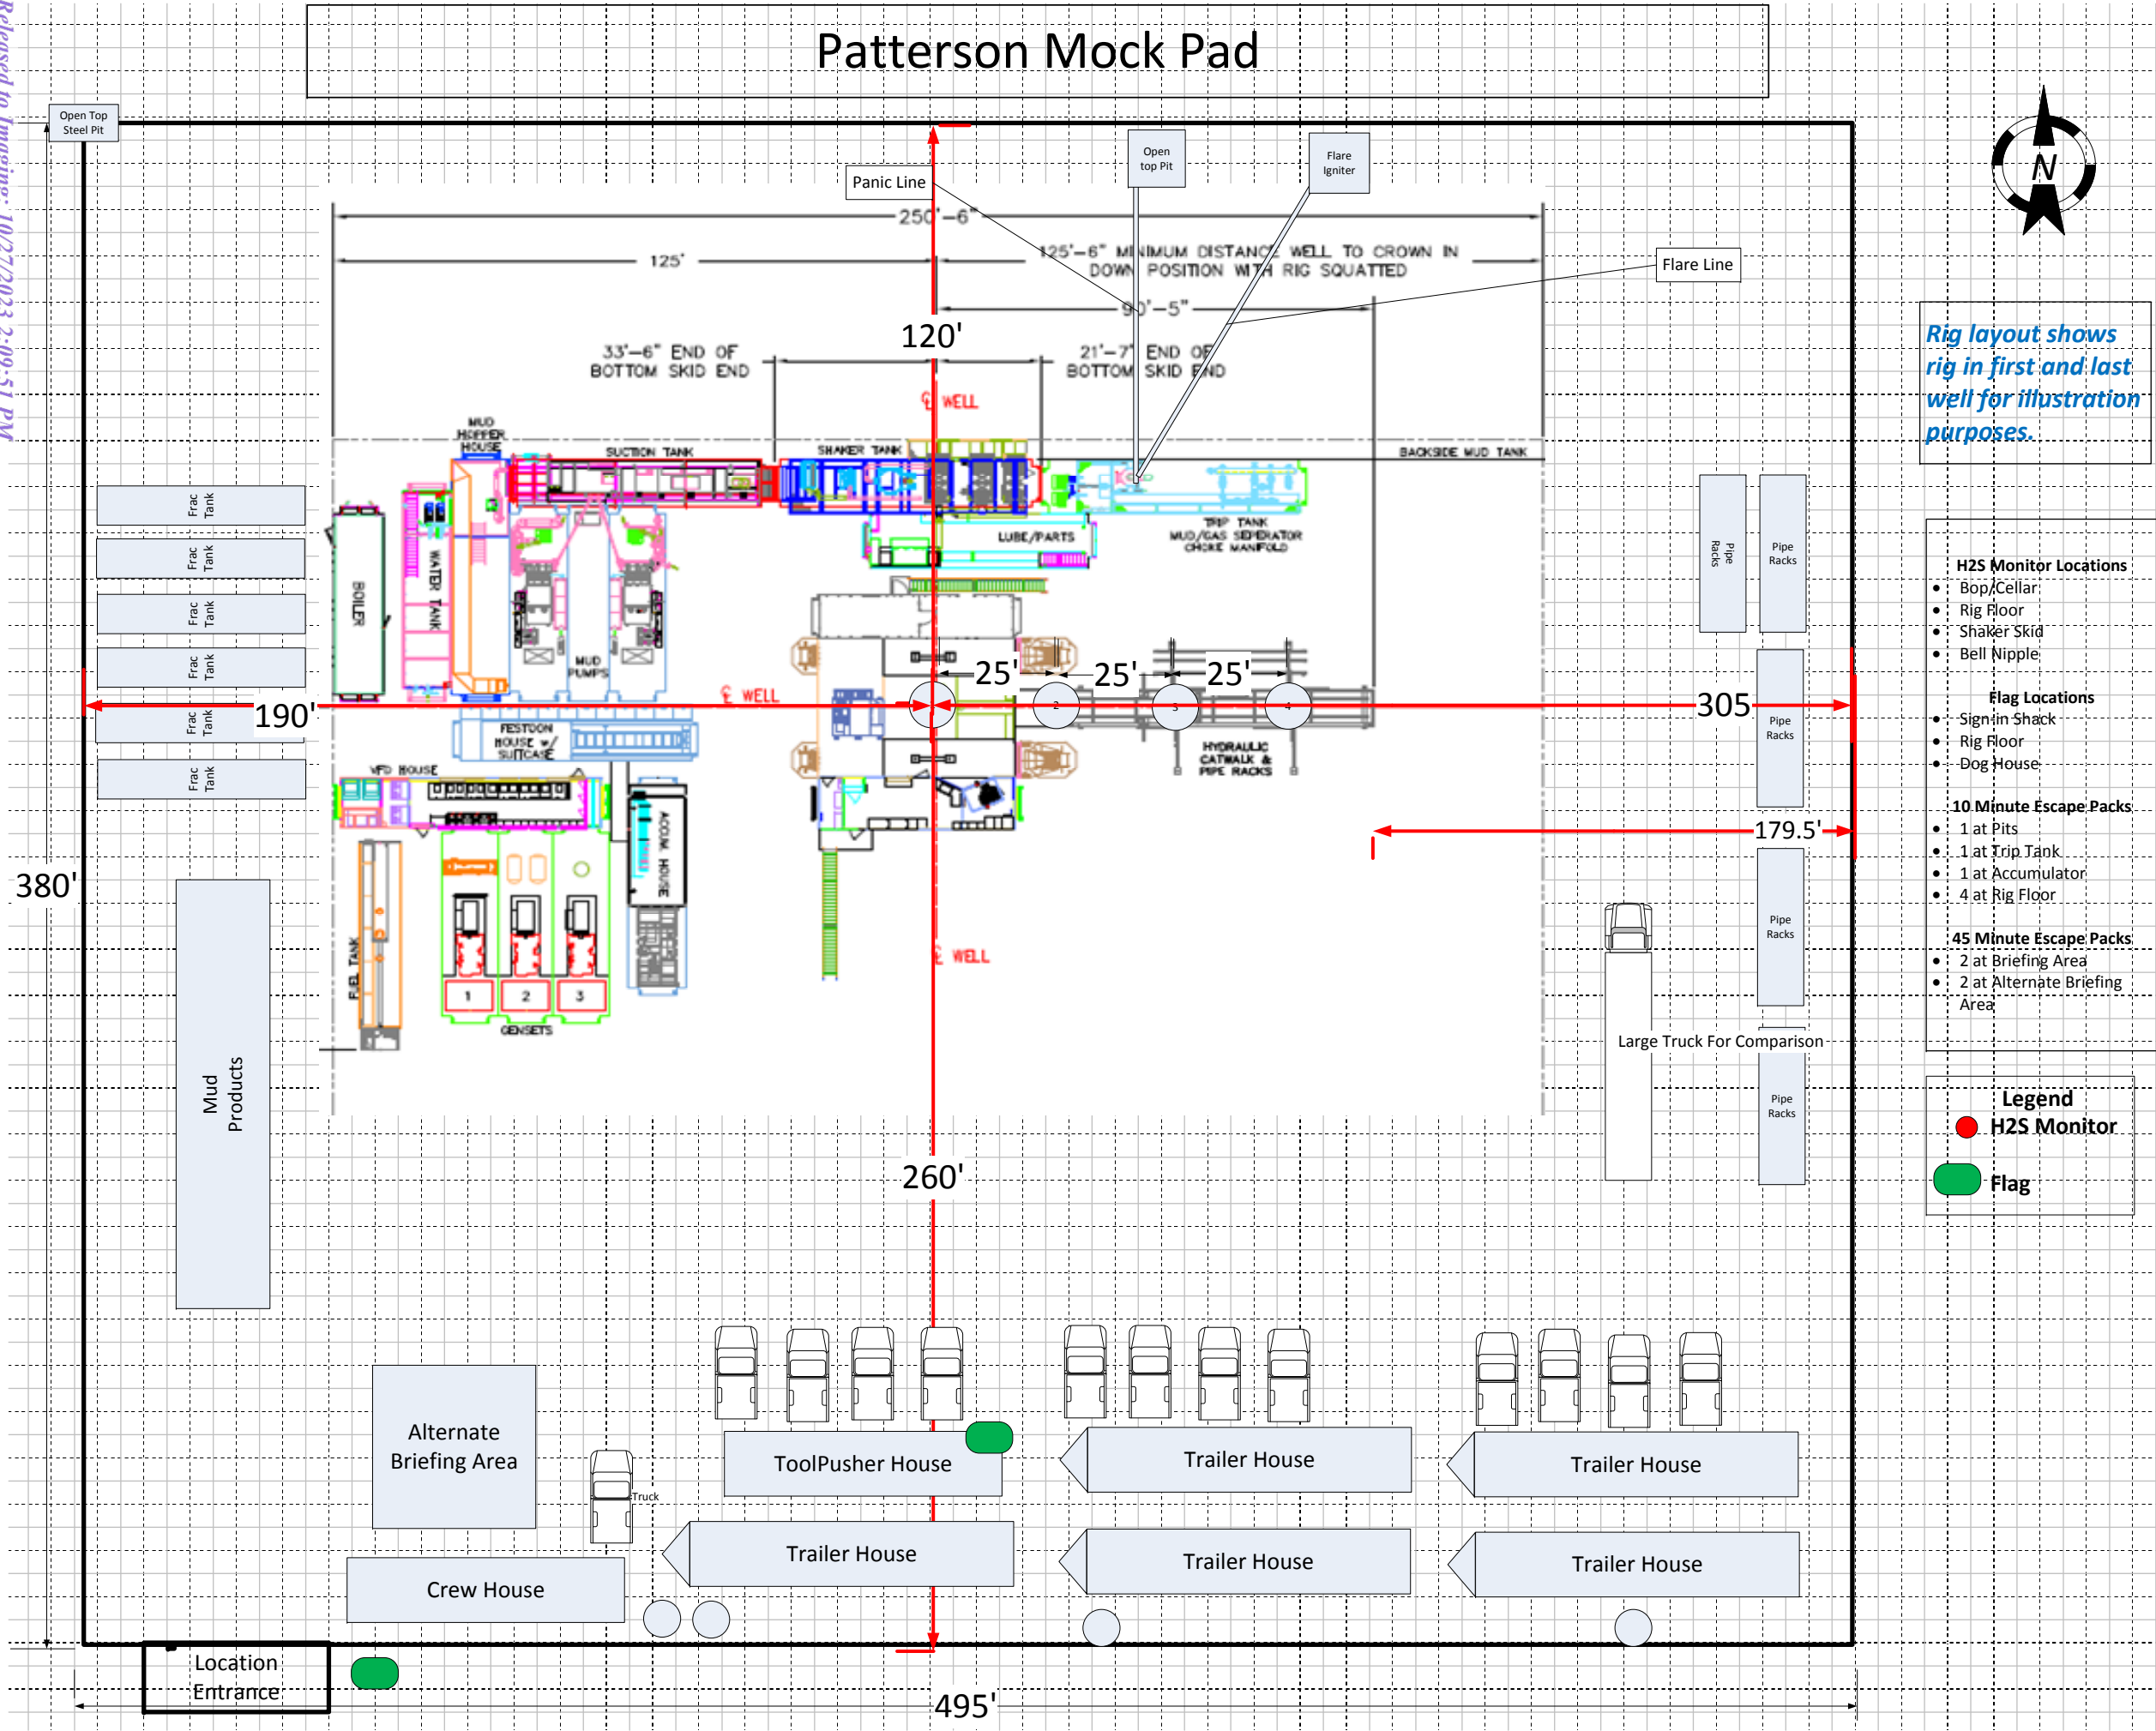 Patterson Mock Pad
Released to Imaging: 10/27/2023 2:09:51 PM
Open Top
Steel Pit
Panic Line
Open
top Pit
Flare
Igniter
N
250'-6"
125'
125'-6" MINIMUM DISTANCE WELL TO CROWN IN
DOWN POSITION WITH RIG SQUATTED
Flare Line
90'-5"
120'
33'-6" END OF
BOTTOM SKID END
21'-7" END OF
BOTTOM SKID END
Rig layout shows
rig in first and last
well for illustration
purposes.
℄ WELL
MUD
HOPPER
HOUSE
SUCTION TANK
SHAKER TANK
BACKSIDE MUD TANK
Frac
Tank
Frac
Tank
Frac
Tank
Frac
Tank
Frac
Tank
Frac
Tank
BOILER
WATER TANK
MUD
PUMPS
LUBE/PARTS
TRIP TANK
MUD/GAS SEPERATOR
CHOKE MANIFOLD
Pipe
Racks
Pipe
Racks
H2S Monitor Locations
• Bop/Cellar
• Rig Floor
• Shaker Skid
• Bell Nipple
Flag Locations
• Sign in Shack
• Rig Floor
• Dog House
10 Minute Escape Packs
• 1 at Pits
• 1 at Trip Tank
• 1 at Accumulator
• 4 at Rig Floor
45 Minute Escape Packs
• 2 at Briefing Area
• 2 at Alternate Briefing
Area
25'
25'
25'
℄ WELL
190'
2
3
4
305
Pipe
Racks
FESTOON
HOUSE w/
SUITCASE
HYDRAULIC
CATWALK &
PIPE RACKS
VFD HOUSE
ACCUM. HOUSE
179.5'
380'
FUEL TANK
1
2
3
GENSETS
℄ WELL
Pipe
Racks
Large Truck For Comparison
Pipe
Racks
Mud
Products
Legend
H2S Monitor
Flag
260'
Alternate
Briefing Area
Truck
ToolPusher House
Trailer House
Trailer House
Crew House
Trailer House
Trailer House
Trailer House
Location
Entrance
495'